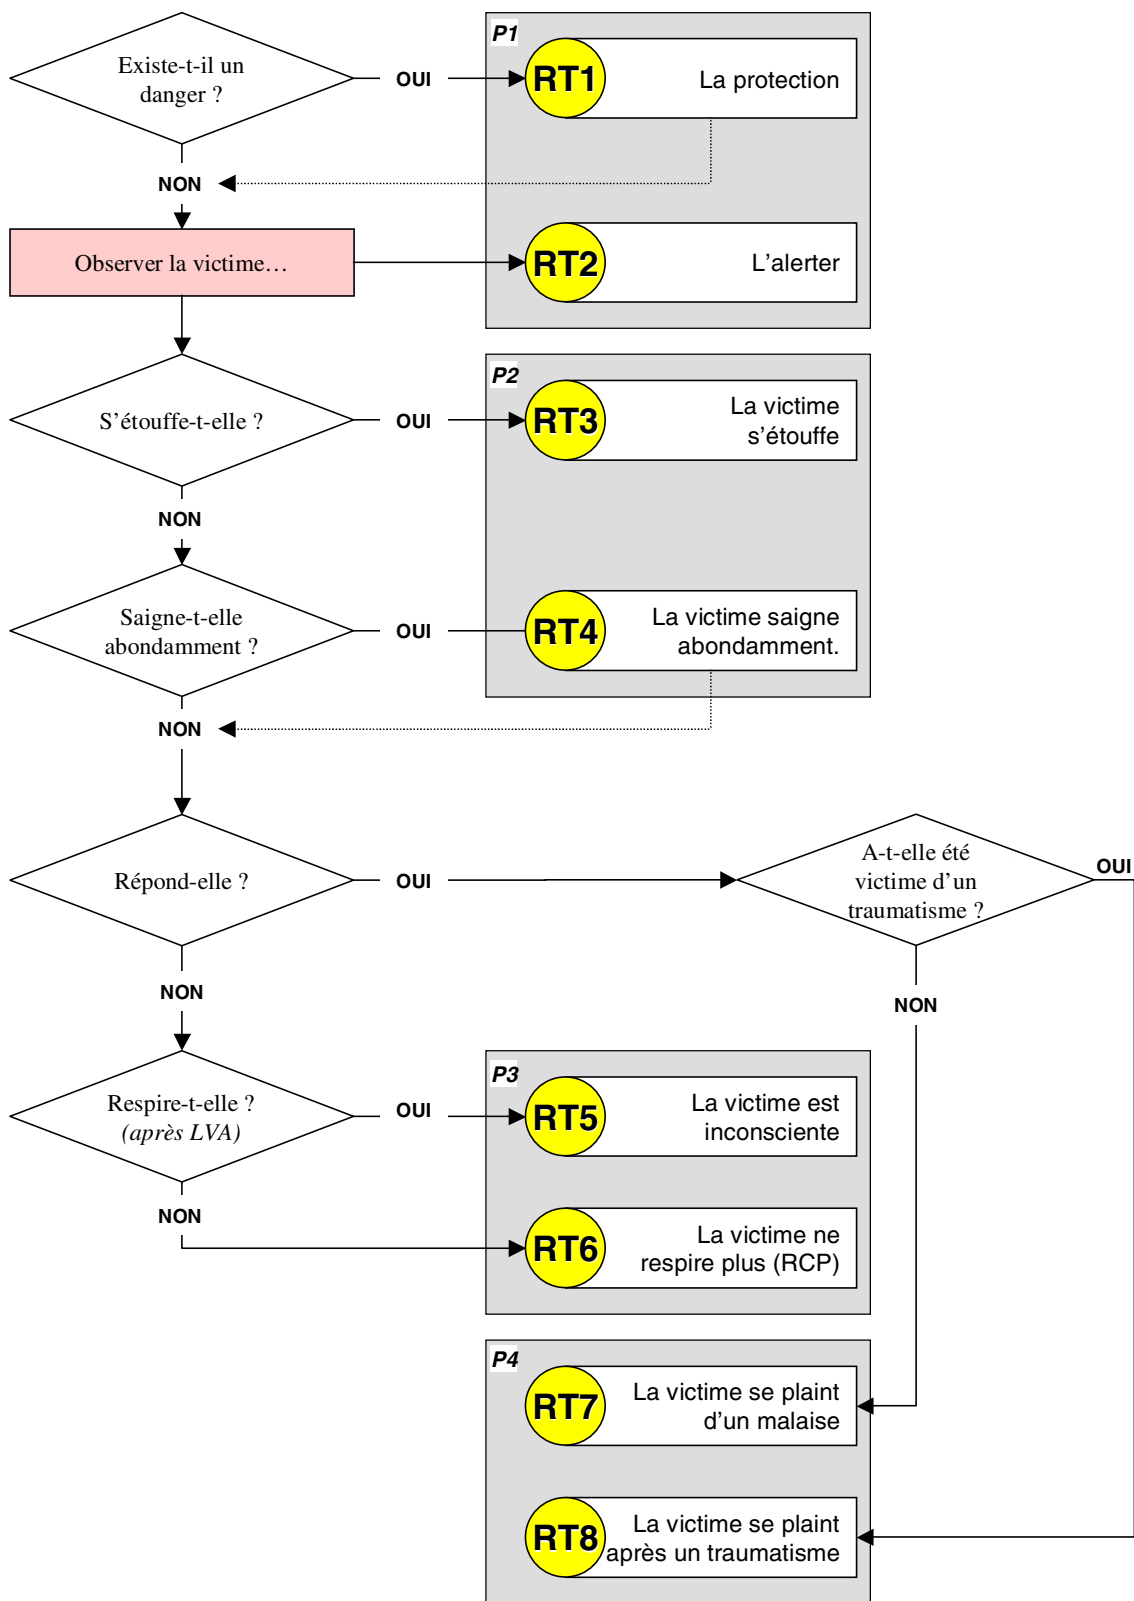 P1
Existe-t-il un
danger ?
OUI
RT1
La protection
NON
Observer la victime…
RT2
L'alerter
P2
S'étouffe-t-elle ?
OUI
RT3
La victime
s'étouffe
NON
Saigne-t-elle
abondamment ?
OUI
RT4
La victime saigne
abondamment.
NON
Répond-elle ?
OUI
A-t-elle été
victime d'un
traumatisme ?
OUI
NON
NON
P3
Respire-t-elle ?
(après LVA)
OUI
RT5
La victime est
inconsciente
NON
RT6
La victime ne
respire plus (RCP)
P4
RT7
La victime se plaint
d'un malaise
RT8
La victime se plaint
après un traumatisme